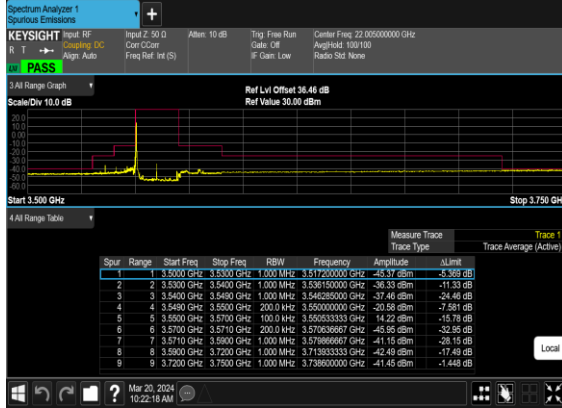 Spectrum Analyzer 1
Spurious Emissions
+
KEYSIGHT Input: RF Input Z: 50 Ω Atten: 10 dB Trig: Free Run Center Freq: 22.005000000 GHz
R T Coupling: DC Corr CCorr Gate: Off Avg|Hold: 100/100
Align: Auto Freq Ref: Int (S) IF Gain: Low Radio Std: None
PASS
3 All Range Graph
Ref Lvl Offset 36.46 dB
Scale/Div 10.0 dB Ref Value 30.00 dBm
20.0
10.0
0.00
-10.0
-20.0
-30.0
-40.0
-50.0
-60.0
Start 3.500 GHz Stop 3.750 GHz
4 All Range Table
Measure Trace Trace 1
Trace Type Trace Average (Active)
Spur Range Start Freq Stop Freq RBW Frequency Amplitude ΔLimit
1 1 3.5000 GHz 3.5300 GHz 1.000 MHz 3.517200000 GHz -45.37 dBm -5.369 dB
2 2 3.5300 GHz 3.5400 GHz 1.000 MHz 3.536150000 GHz -36.33 dBm -11.33 dB
3 3 3.5400 GHz 3.5490 GHz 1.000 MHz 3.546285000 GHz -37.46 dBm -24.46 dB
4 4 3.5490 GHz 3.5500 GHz 200.0 kHz 3.550000000 GHz -20.58 dBm -7.581 dB
5 5 3.5500 GHz 3.5700 GHz 100.0 kHz 3.550533333 GHz 14.22 dBm -15.78 dB
6 6 3.5700 GHz 3.5710 GHz 200.0 kHz 3.570636667 GHz -45.95 dBm -32.95 dB
7 7 3.5710 GHz 3.5900 GHz 1.000 MHz 3.579866667 GHz -41.15 dBm -28.15 dB
8 8 3.5900 GHz 3.7200 GHz 1.000 MHz 3.713933333 GHz -42.49 dBm -17.49 dB
9 9 3.7200 GHz 3.7500 GHz 1.000 MHz 3.738600000 GHz -41.45 dBm -1.448 dB
Local
? Mar 20, 2024
10:22:18 AM